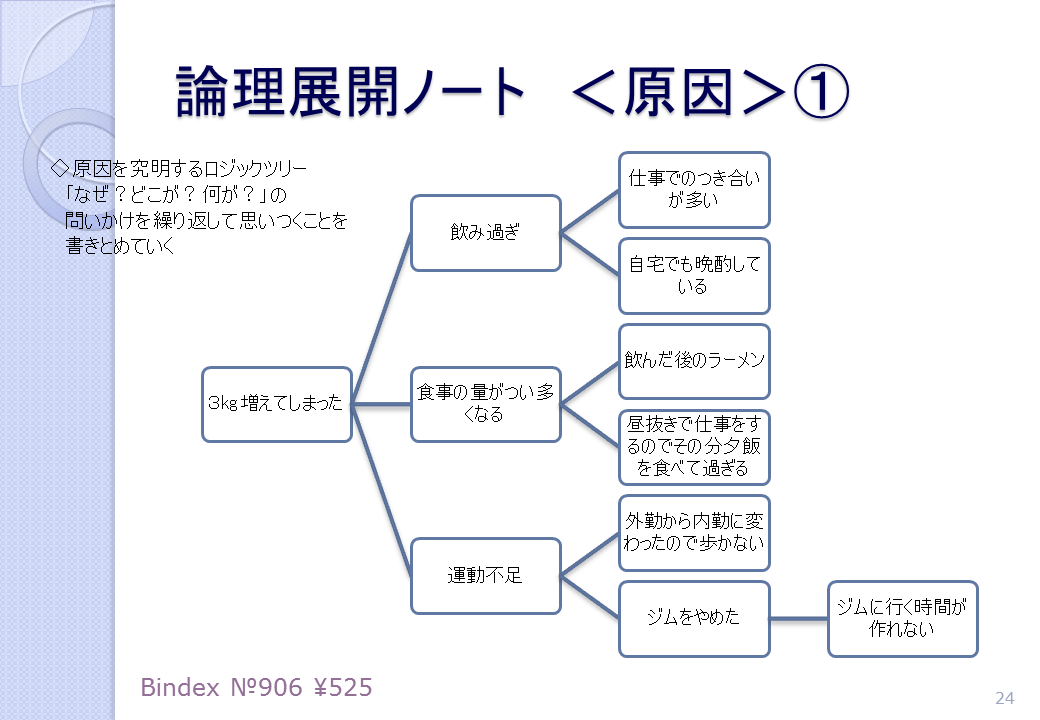 論理展開ノート　＜原因＞①
◇原因を究明するロジックツリー
「なぜ？どこが？何が？」の
問いかけを繰り返して思いつくことを
書きとめていく
3kg増えてしまった
飲み過ぎ
仕事でのつき合い
が多い
自宅でも晩酌して
いる
食事の量がつい多
くなる
飲んだ後のラーメン
昼抜きで仕事をす
るのでその分夕飯
を食べて過ぎる
運動不足
外勤から内勤に変
わったので歩かない
ジムをやめた
ジムに行く時間が
作れない
Bindex №906 ¥525
24